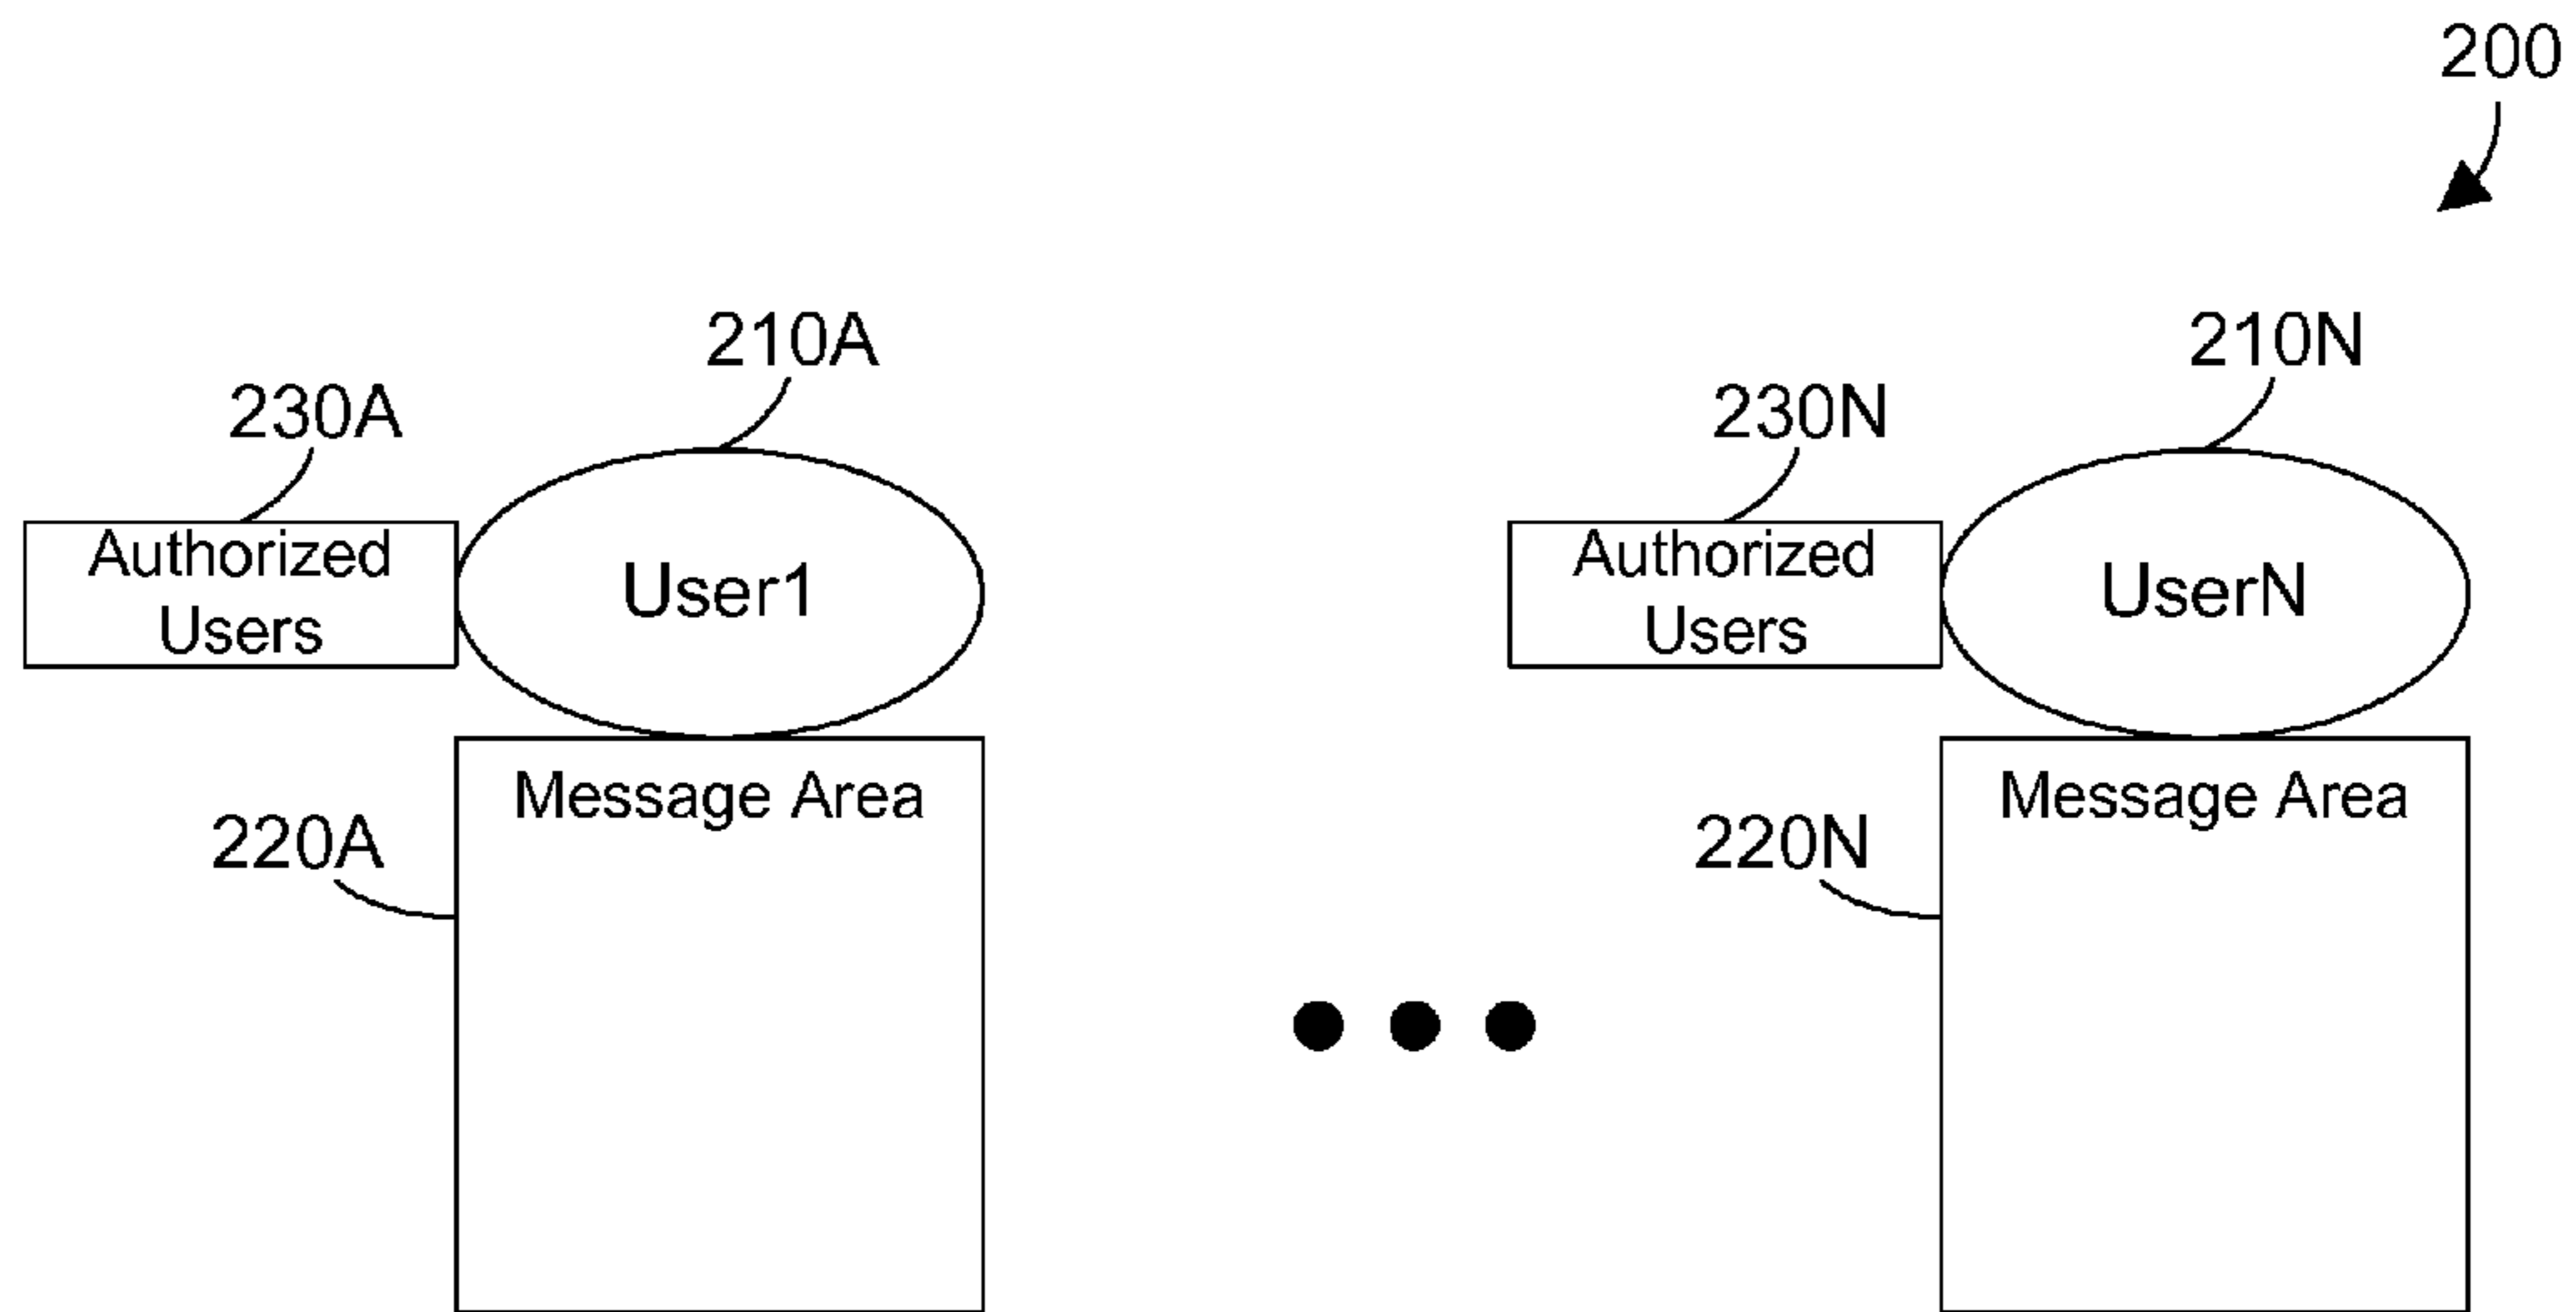 200
210A
210N
230A
230N
Authorized
Users
User1
Authorized
Users
UserN
Message Area
Message Area
220A
220N